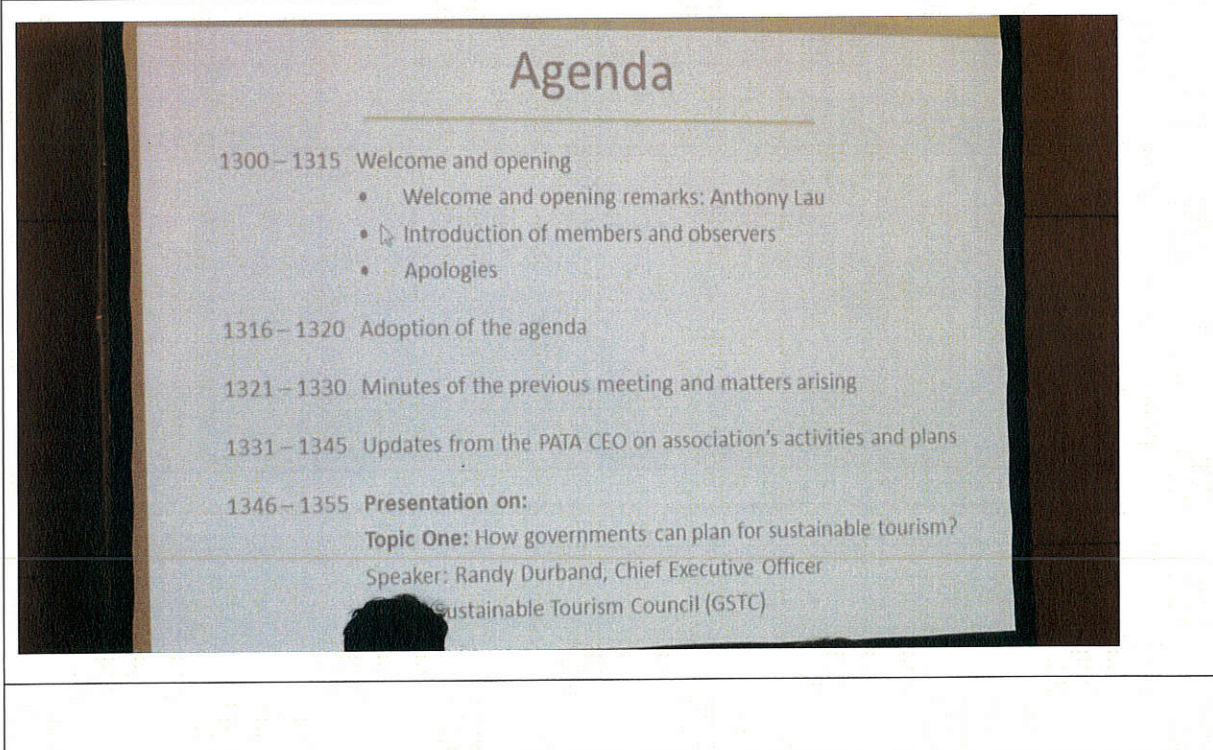 Agenda
1300 – 1315 Welcome and opening
• Welcome and opening remarks: Anthony Lau
• Introduction of members and observers
• Apologies
1316 – 1320 Adoption of the agenda
1321 – 1330 Minutes of the previous meeting and matters arising
1331 – 1345 Updates from the PATA CEO on association's activities and plans
1346 – 1355 Presentation on:
Topic One: How governments can plan for sustainable tourism?
Speaker: Randy Durband, Chief Executive Officer
Sustainable Tourism Council (GSTC)